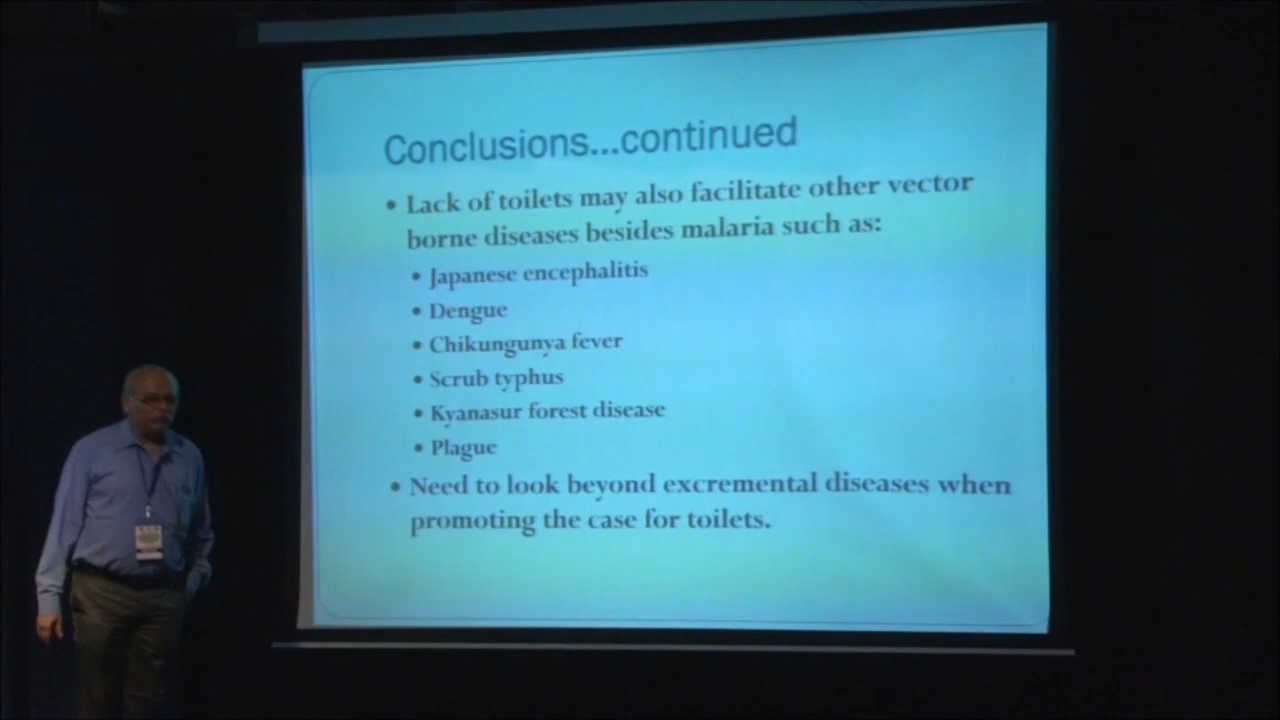 Conclusions...continued
• Lack of toilets may also facilitate other vector
borne diseases besides malaria such as:
• Japanese encephalitis
• Dengue
• Chikungunya fever
• Scrub typhus
• Kyanasur forest disease
• Plague
• Need to look beyond excremental diseases when
promoting the case for toilets.